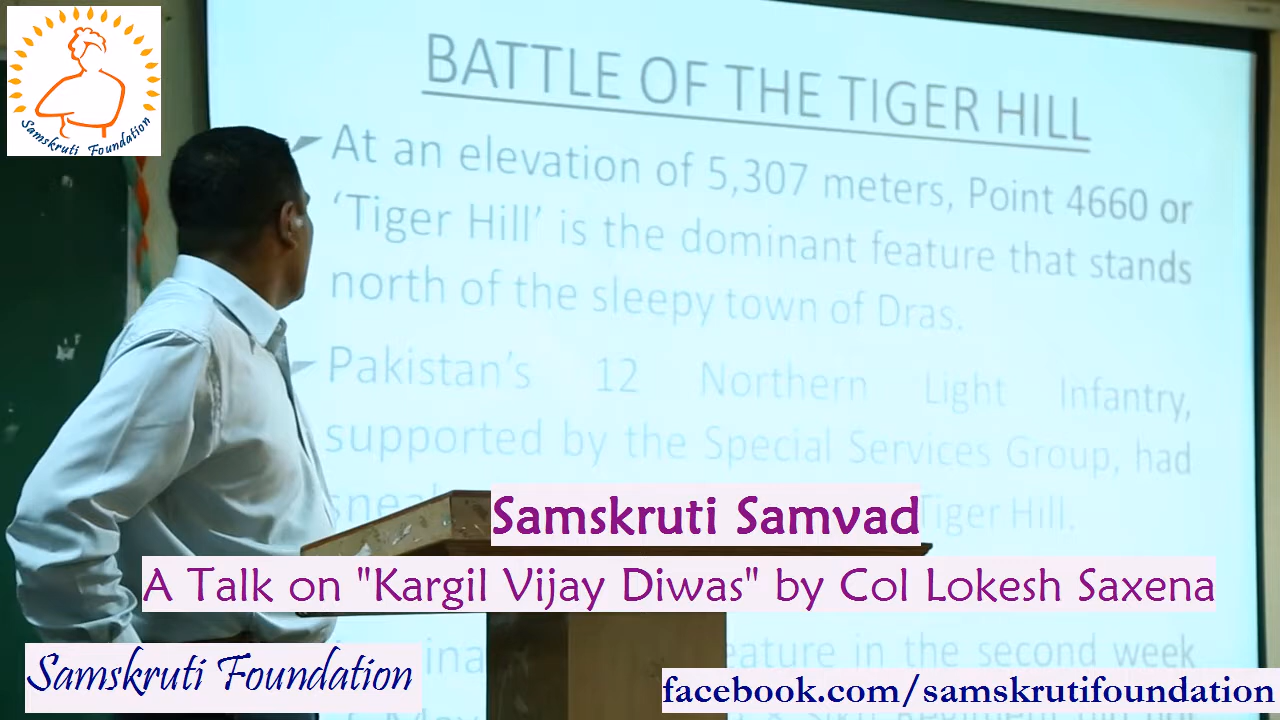 Samskruti Foundation
BATTLE OF THE TIGER HILL
At an elevation of 5,307 meters, Point 4660 or
'Tiger Hill' is the dominant feature that stands
north of the sleepy town of Dras.
Pakistan's 12 Northern Light Infantry,
supported by the Special Services Group, had
Tiger Hill.
Samskruti Samvad
A Talk on "Kargil Vijay Diwas" by Col Lokesh Saxena
in the second week
Samskruti Foundation
facebook.com/samskrutifoundation